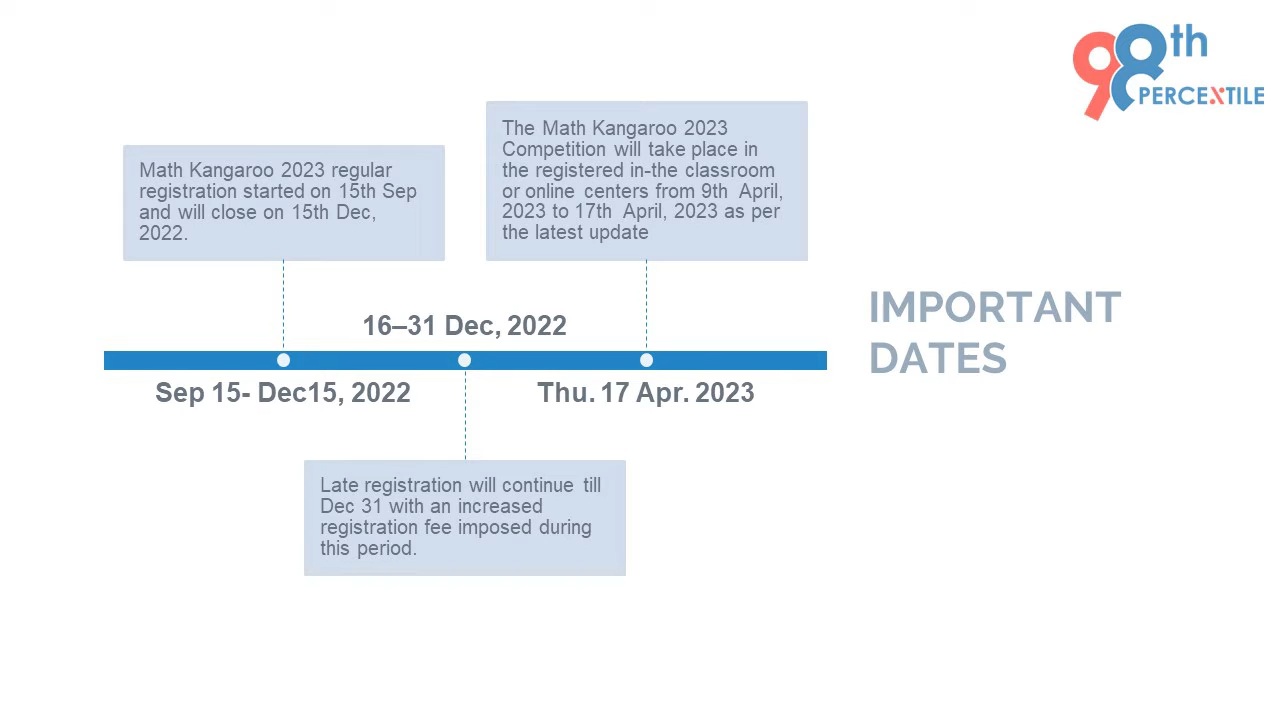 98th
PERCENTILE
The Math Kangaroo 2023
Competition will take place in
the registered in-the classroom
or online centers from 9th April,
2023 to 17th April, 2023 as per
the latest update
Math Kangaroo 2023 regular
registration started on 15th Sep
and will close on 15th Dec,
2022.
IMPORTANT
DATES
16–31 Dec, 2022
Sep 15- Dec15, 2022
Thu. 17 Apr. 2023
Late registration will continue till
Dec 31 with an increased
registration fee imposed during
this period.